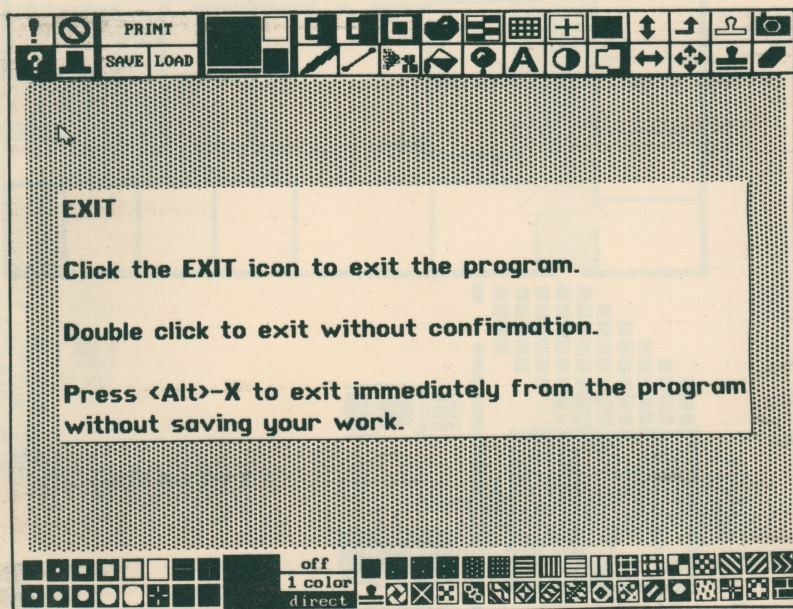 ! PRINT
? SAVE LOAD A
EXIT
Click the EXIT icon to exit the program.
Double click to exit without confirmation.
Press <Alt>-X to exit immediately from the program
without saving your work.
off
1 color
direct